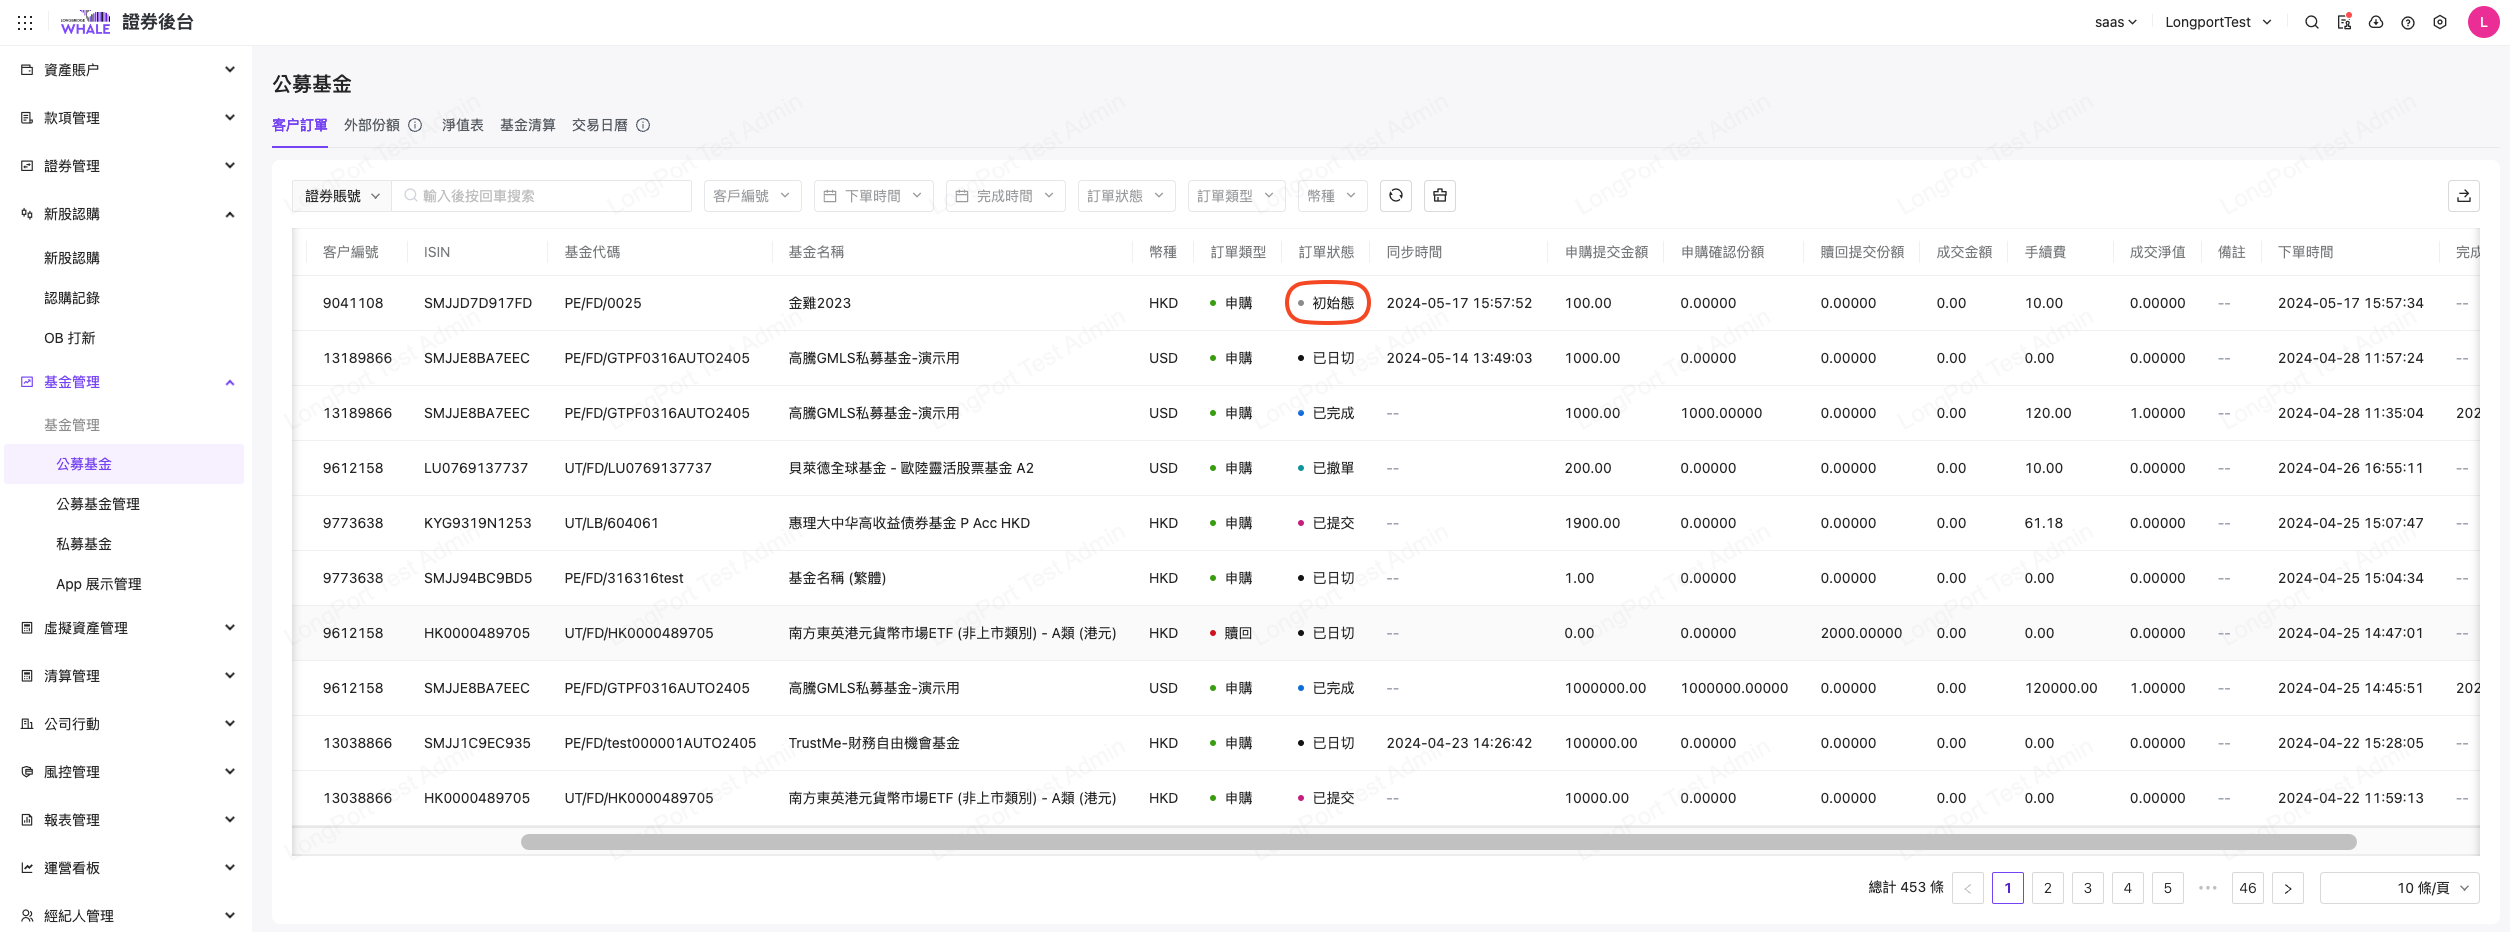 LONGBRIDGE WHALE 證券後台 saas LongportTest L
資產賬户
款項管理
證券管理
新股認購
新股認購
認購記錄
OB 打新
基金管理
基金管理
公募基金
公募基金管理
私募基金
App 展示管理
虛擬資產管理
清算管理
公司行動
風控管理
報表管理
運營看板
經紀人管理
公募基金
客户訂單 外部份額 淨值表 基金清算 交易日曆
證券賬號 輸入後按回車搜索 客戶編號 下單時間 完成時間 訂單狀態 訂單類型 幣種
客户編號 ISIN 基金代碼 基金名稱 幣種 訂單類型 訂單狀態 同步時間 申購提交金額 申購確認份額 贖回提交份額 成交金額 手續費 成交淨值 備註 下單時間 完成
9041108 SMJJD7D917FD PE/FD/0025 金雞2023 HKD 申購 初始態 2024-05-17 15:57:52 100.00 0.00000 0.00000 0.00 10.00 0.00000 -- 2024-05-17 15:57:34 --
13189866 SMJJE8BA7EEC PE/FD/GTPF0316AUTO2405 高騰GMLS私募基金-演示用 USD 申購 已日切 2024-05-14 13:49:03 1000.00 0.00000 0.00000 0.00 0.00 0.00000 -- 2024-04-28 11:57:24 --
13189866 SMJJE8BA7EEC PE/FD/GTPF0316AUTO2405 高騰GMLS私募基金-演示用 USD 申購 已完成 -- 1000.00 1000.00000 0.00000 0.00 120.00 1.00000 -- 2024-04-28 11:35:04 202
9612158 LU0769137737 UT/FD/LU0769137737 貝萊德全球基金 - 歐陸靈活股票基金 A2 USD 申購 已撤單 -- 200.00 0.00000 0.00000 0.00 10.00 0.00000 -- 2024-04-26 16:55:11 --
9773638 KYG9319N1253 UT/LB/604061 惠理大中华高收益债券基金 P Acc HKD HKD 申購 已提交 -- 1900.00 0.00000 0.00000 0.00 61.18 0.00000 -- 2024-04-25 15:07:47 --
9773638 SMJJ94BC9BD5 PE/FD/316316test 基金名稱 (繁體) HKD 申購 已日切 -- 1.00 0.00000 0.00000 0.00 0.00 0.00000 -- 2024-04-25 15:04:34 --
9612158 HK0000489705 UT/FD/HK0000489705 南方東英港元貨幣市場ETF (非上市類別) - A類 (港元) HKD 贖回 已日切 -- 0.00 0.00000 2000.00000 0.00 0.00 0.00000 -- 2024-04-25 14:47:01 --
9612158 SMJJE8BA7EEC PE/FD/GTPF0316AUTO2405 高騰GMLS私募基金-演示用 USD 申購 已完成 -- 1000000.00 1000000.00000 0.00000 0.00 120000.00 1.00000 -- 2024-04-25 14:45:51 202
13038866 SMJJ1C9EC935 PE/FD/test000001AUTO2405 TrustMe-財務自由機會基金 HKD 申購 已日切 2024-04-23 14:26:42 100000.00 0.00000 0.00000 0.00 0.00 0.00000 -- 2024-04-22 15:28:05 --
13038866 HK0000489705 UT/FD/HK0000489705 南方東英港元貨幣市場ETF (非上市類別) - A類 (港元) HKD 申購 已提交 -- 10000.00 0.00000 0.00000 0.00 0.00 0.00000 -- 2024-04-22 11:59:13 --
總計 453 條 1 2 3 4 5 ••• 46 10 條/頁
LongPort Test Admin